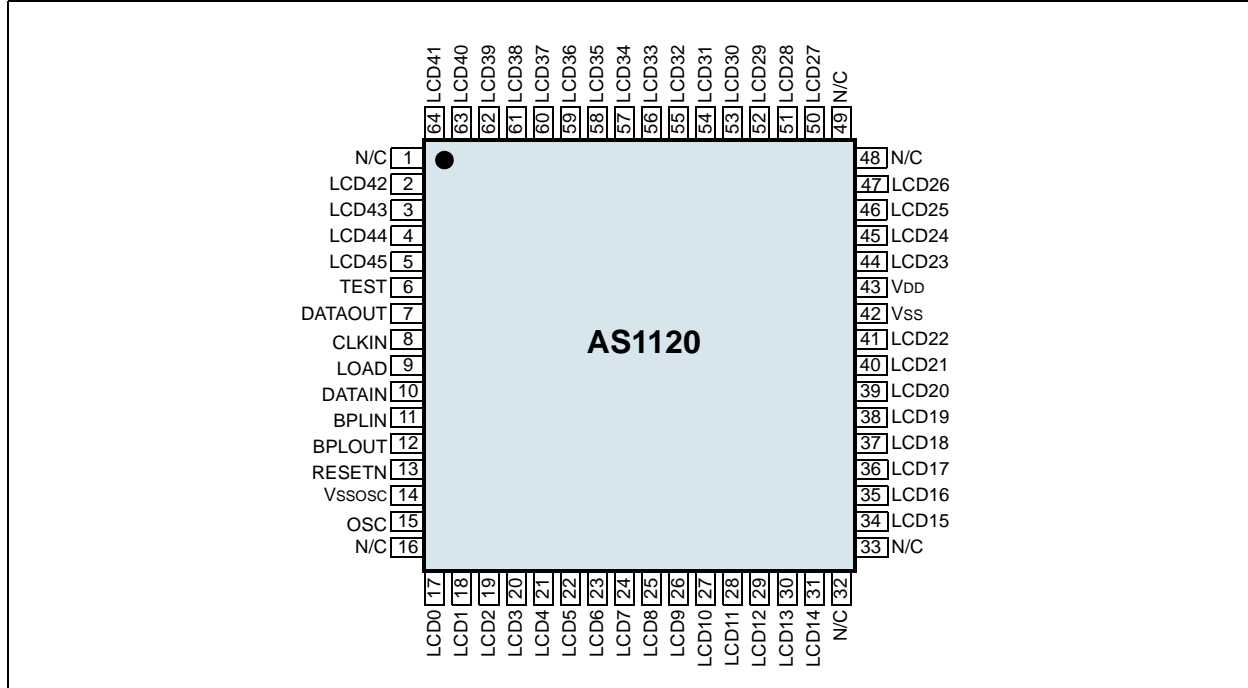 LCD41
LCD40
LCD39
LCD38
LCD37
LCD36
LCD35
LCD34
LCD33
LCD32
LCD31
LCD30
LCD29
LCD28
LCD27
N/C
64 63 62 61 60 59 58 57 56 55 54 53 52 51 50 49
N/C 1
LCD42 2
LCD43 3
LCD44 4
LCD45 5
TEST 6
DATAOUT 7
CLKIN 8
LOAD 9
DATAIN 10
BPLIN 11
BPLOUT 12
RESETN 13
VSSOSC 14
OSC 15
N/C 16
AS1120
48 N/C
47 LCD26
46 LCD25
45 LCD24
44 LCD23
43 VDD
42 VSS
41 LCD22
40 LCD21
39 LCD20
38 LCD19
37 LCD18
36 LCD17
35 LCD16
34 LCD15
33 N/C
17 18 19 20 21 22 23 24 25 26 27 28 29 30 31 32
LCD0
LCD1
LCD2
LCD3
LCD4
LCD5
LCD6
LCD7
LCD8
LCD9
LCD10
LCD11
LCD12
LCD13
LCD14
N/C